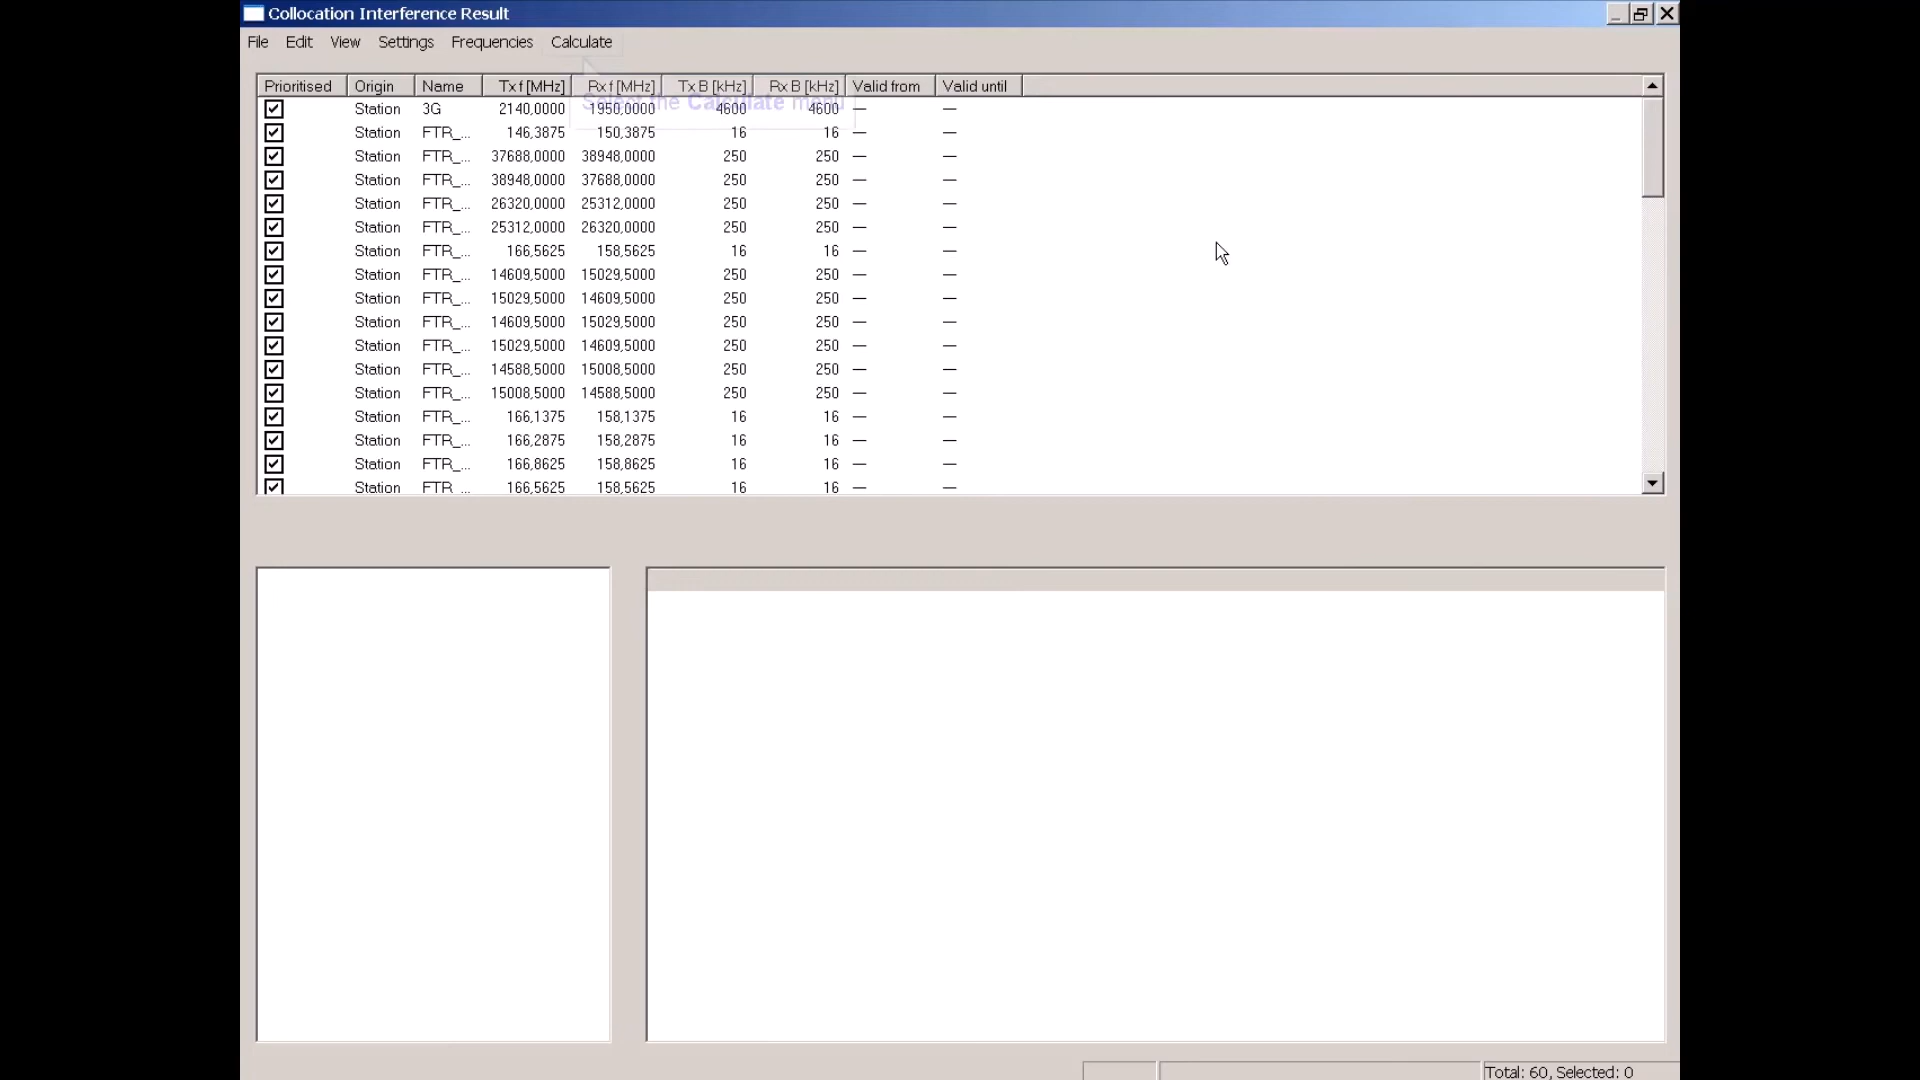 Collocation Interference Result
File Edit View Settings Frequencies Calculate
Prioritised Origin Name Tx f [MHz] Rx f [MHz] Tx B [kHz] Rx B [kHz] Valid from Valid until
Select the Calculate menu
Station 3G 2140,0000 1950,0000 4600 4600 — —
Station FTR_... 146,3875 150,3875 16 16 — —
Station FTR_... 37688,0000 38948,0000 250 250 — —
Station FTR_... 38948,0000 37688,0000 250 250 — —
Station FTR_... 26320,0000 25312,0000 250 250 — —
Station FTR_... 25312,0000 26320,0000 250 250 — —
Station FTR_... 166,5625 158,5625 16 16 — —
Station FTR_... 14609,5000 15029,5000 250 250 — —
Station FTR_... 15029,5000 14609,5000 250 250 — —
Station FTR_... 14609,5000 15029,5000 250 250 — —
Station FTR_... 15029,5000 14609,5000 250 250 — —
Station FTR_... 14588,5000 15008,5000 250 250 — —
Station FTR_... 15008,5000 14588,5000 250 250 — —
Station FTR_... 166,1375 158,1375 16 16 — —
Station FTR_... 166,2875 158,2875 16 16 — —
Station FTR_... 166,8625 158,8625 16 16 — —
Station FTR_... 166,5625 158,5625 16 16 — —
Total: 60, Selected: 0